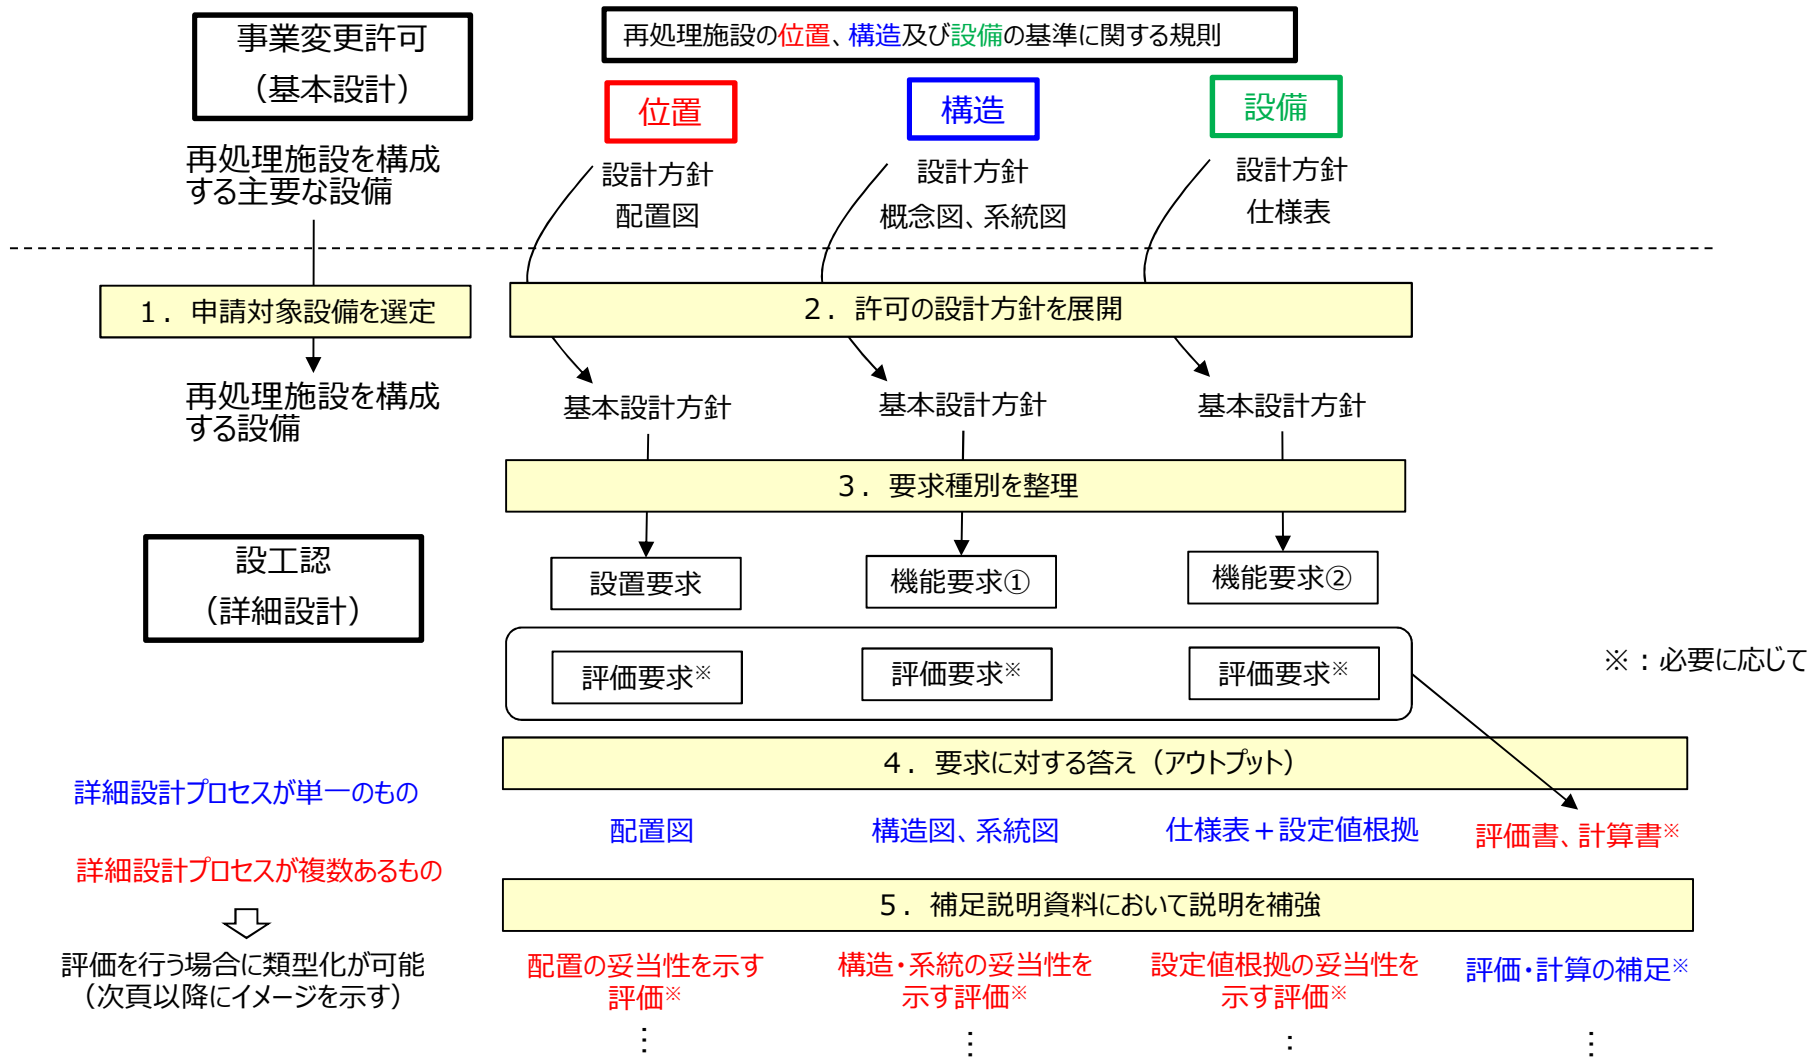 事業変更許可
（基本設計）
再処理施設の位置、構造及び設備の基準に関する規則
位置
構造
設備
再処理施設を構成
する主要な設備
設計方針
配置図
設計方針
概念図、系統図
設計方針
仕様表
１．申請対象設備を選定
２．許可の設計方針を展開
再処理施設を構成
する設備
基本設計方針
基本設計方針
基本設計方針
３．要求種別を整理
設工認
（詳細設計）
設置要求
機能要求①
機能要求②
評価要求※
評価要求※
評価要求※
※：必要に応じて
４．要求に対する答え（アウトプット）
詳細設計プロセスが単一のもの
配置図
構造図、系統図
仕様表＋設定値根拠
評価書、計算書※
詳細設計プロセスが複数あるもの
５．補足説明資料において説明を補強
評価を行う場合に類型化が可能
（次頁以降にイメージを示す）
配置の妥当性を示す
評価※
構造・系統の妥当性を
示す評価※
設定値根拠の妥当性を
示す評価※
評価・計算の補足※
…
…
：
…